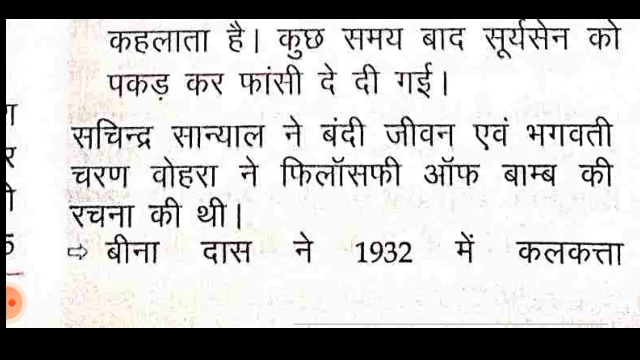 कहलाता है। कुछ समय बाद सूर्यसेन को
पकड़ कर फांसी दे दी गई।
सचिन्द्र सान्याल ने बंदी जीवन एवं भगवती
चरण वोहरा ने फिलॉसफी ऑफ बाम्ब की
रचना की थी।
⇨ बीना दास ने 1932 में कलकत्ता